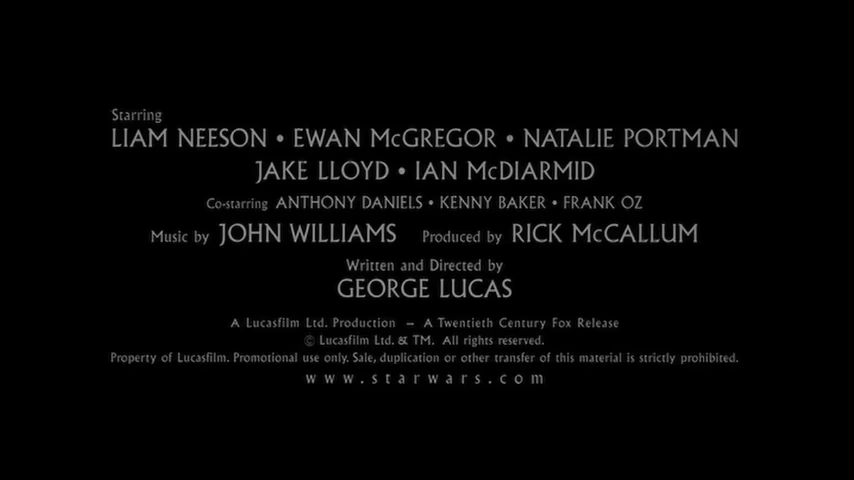 Starring
LIAM NEESON • EWAN McGREGOR • NATALIE PORTMAN
JAKE LLOYD • IAN McDIARMID
Co-starring ANTHONY DANIELS • KENNY BAKER • FRANK OZ
Music by JOHN WILLIAMS Produced by RICK McCALLUM
Written and Directed by
GEORGE LUCAS
A Lucasfilm Ltd. Production – A Twentieth Century Fox Release
© Lucasfilm Ltd. & TM. All rights reserved.
Property of Lucasfilm. Promotional use only. Sale, duplication or other transfer of this material is strictly prohibited.
www.starwars.com